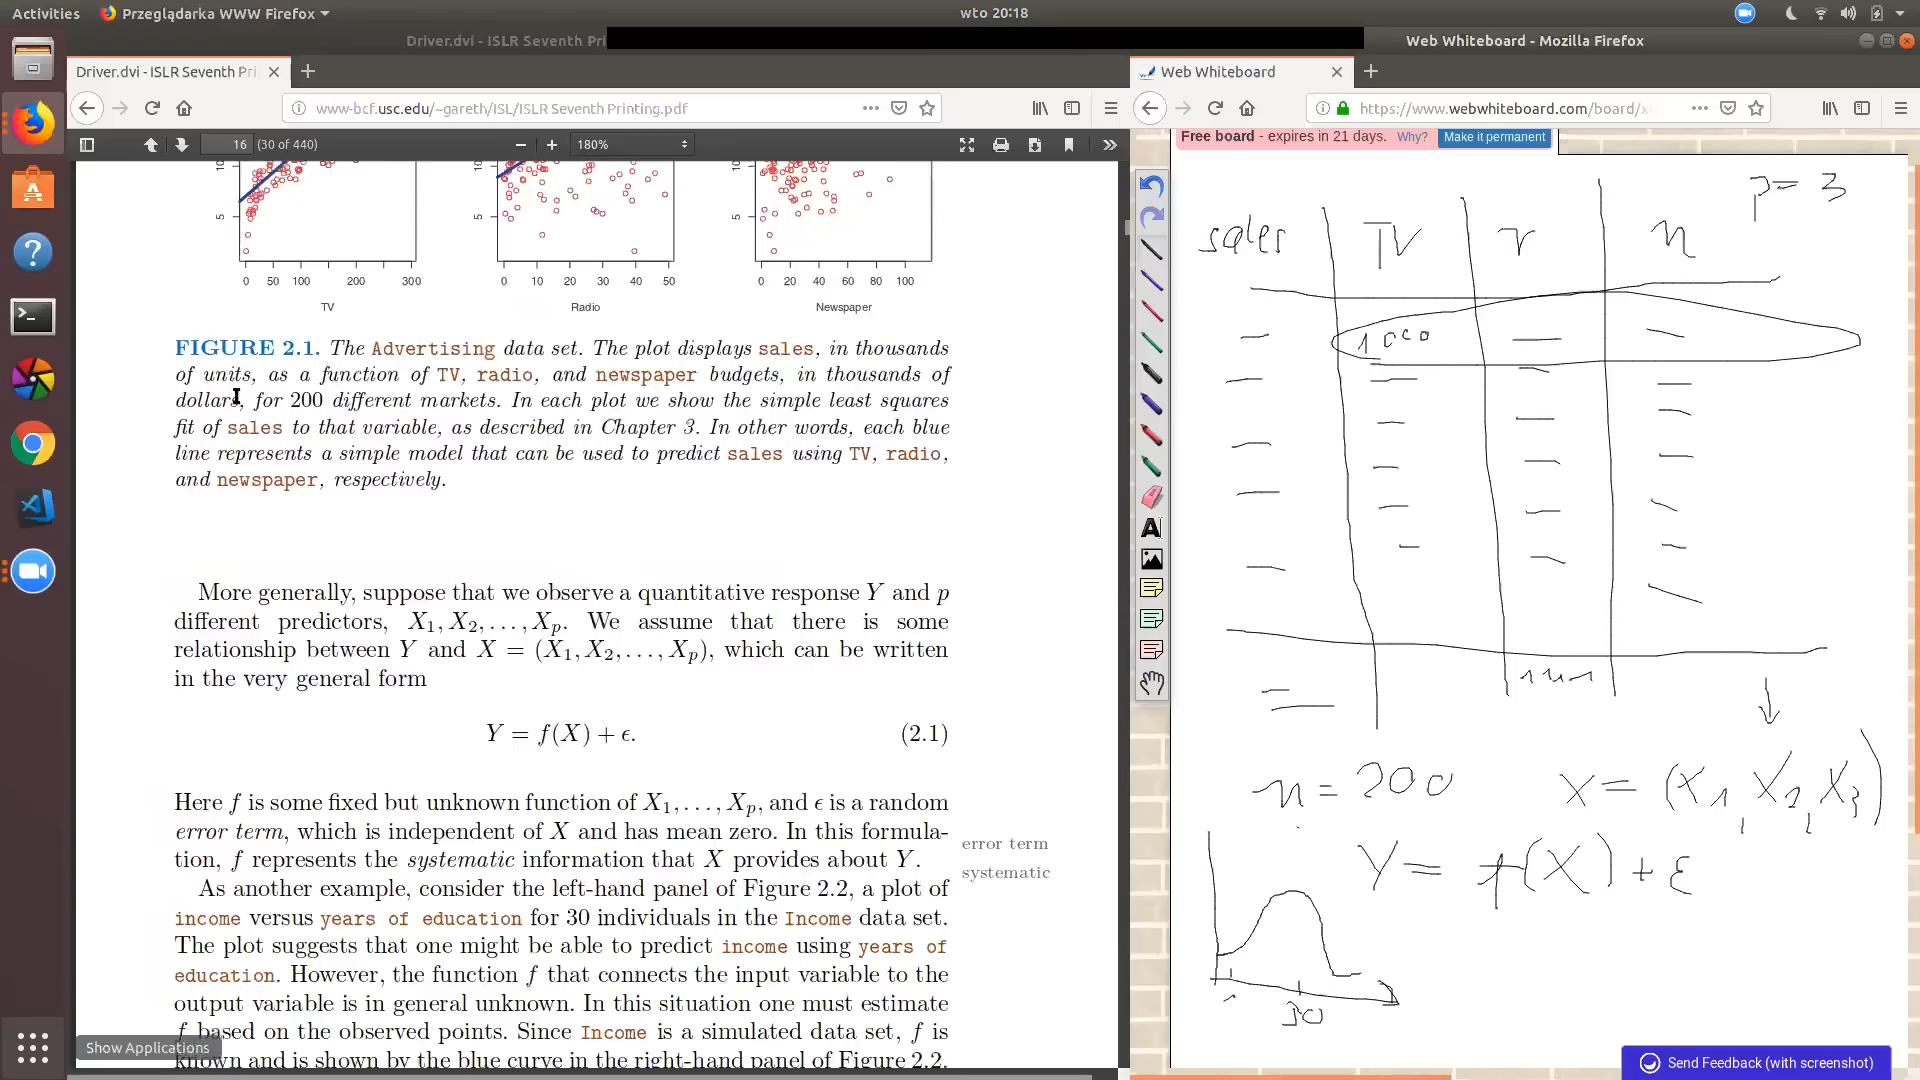 Activities
Przeglądarka WWW Firefox
wto 20:18
Driver.dvi - ISLR Seventh Pri
Web Whiteboard - Mozilla Firefox
Driver.dvi - ISLR Seventh Pri
Web Whiteboard
www-bcf.usc.edu/~gareth/ISL/ISLR Seventh Printing.pdf
https://www.webwhiteboard.com/board/x
16 (30 of 440)
180%
Free board - expires in 21 days. Why? Make it permanent
10
5
5
5
0 50 100 200 300
0 10 20 30 40 50
0 20 40 60 80 100
TV
Radio
Newspaper
FIGURE 2.1. The Advertising data set. The plot displays sales, in thousands
of units, as a function of TV, radio, and newspaper budgets, in thousands of
dollars, for 200 different markets. In each plot we show the simple least squares
fit of sales to that variable, as described in Chapter 3. In other words, each blue
line represents a simple model that can be used to predict sales using TV, radio,
and newspaper, respectively.
More generally, suppose that we observe a quantitative response Y and p
different predictors, X1, X2, . . . , Xp. We assume that there is some
relationship between Y and X = (X1, X2, . . . , Xp), which can be written
in the very general form
Y = f(X) + ϵ. (2.1)
Here f is some fixed but unknown function of X1, . . . , Xp, and ϵ is a random
error term, which is independent of X and has mean zero. In this formula-
tion, f represents the systematic information that X provides about Y.
error term
systematic
As another example, consider the left-hand panel of Figure 2.2, a plot of
income versus years of education for 30 individuals in the Income data set.
The plot suggests that one might be able to predict income using years of
education. However, the function f that connects the input variable to the
output variable is in general unknown. In this situation one must estimate
f based on the observed points. Since Income is a simulated data set, f is
known and is shown by the blue curve in the right-hand panel of Figure 2.2.
Show Applications
A
p = 3
sales TV r n
1000
n = 200
X = (X1, X2, X3)
Y = f(X) + ε
30
Send Feedback (with screenshot)